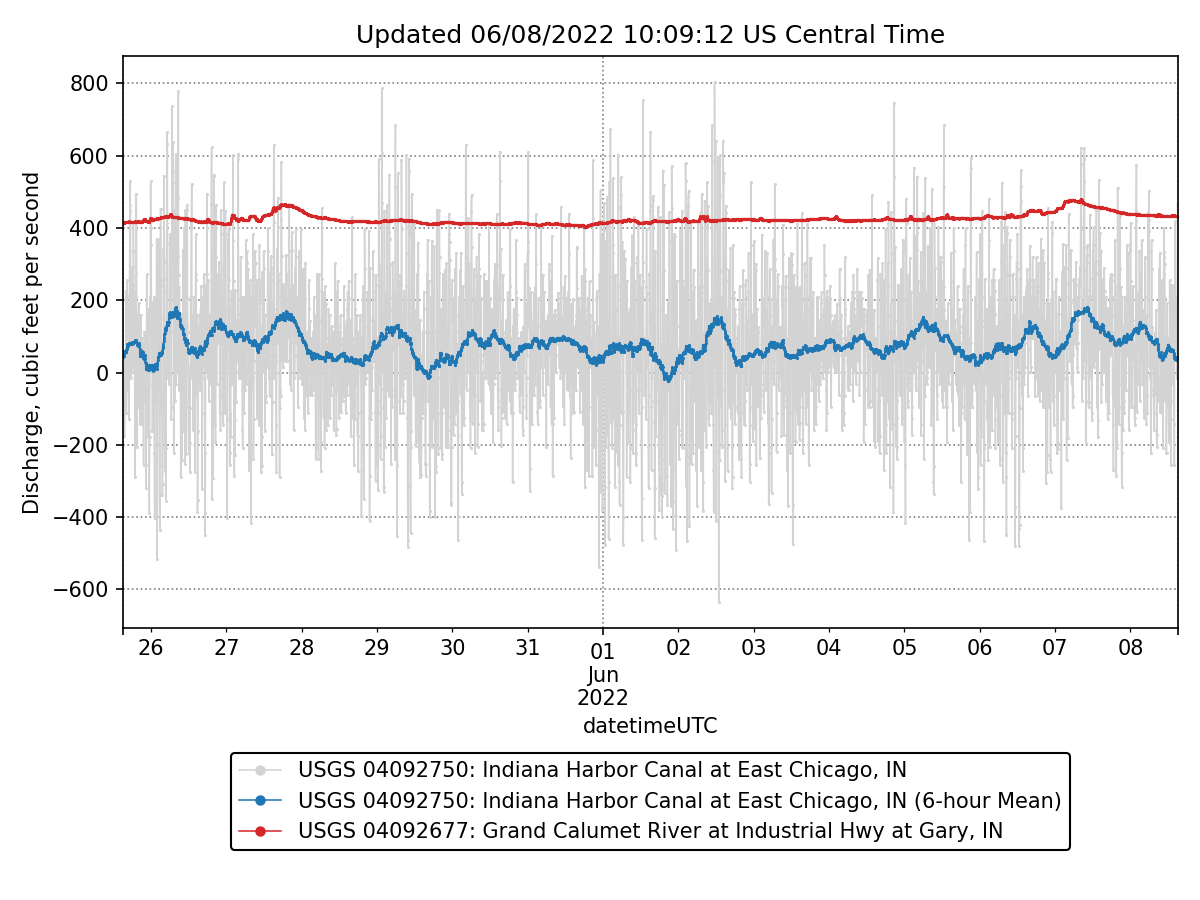 Updated 06/08/2022 10:09:12 US Central Time
Discharge, cubic feet per second
800
600
400
200
0
−200
−400
−600
26 27 28 29 30 31 01 02 03 04 05 06 07 08
Jun
2022
datetimeUTC
USGS 04092750: Indiana Harbor Canal at East Chicago, IN
USGS 04092750: Indiana Harbor Canal at East Chicago, IN (6-hour Mean)
USGS 04092677: Grand Calumet River at Industrial Hwy at Gary, IN